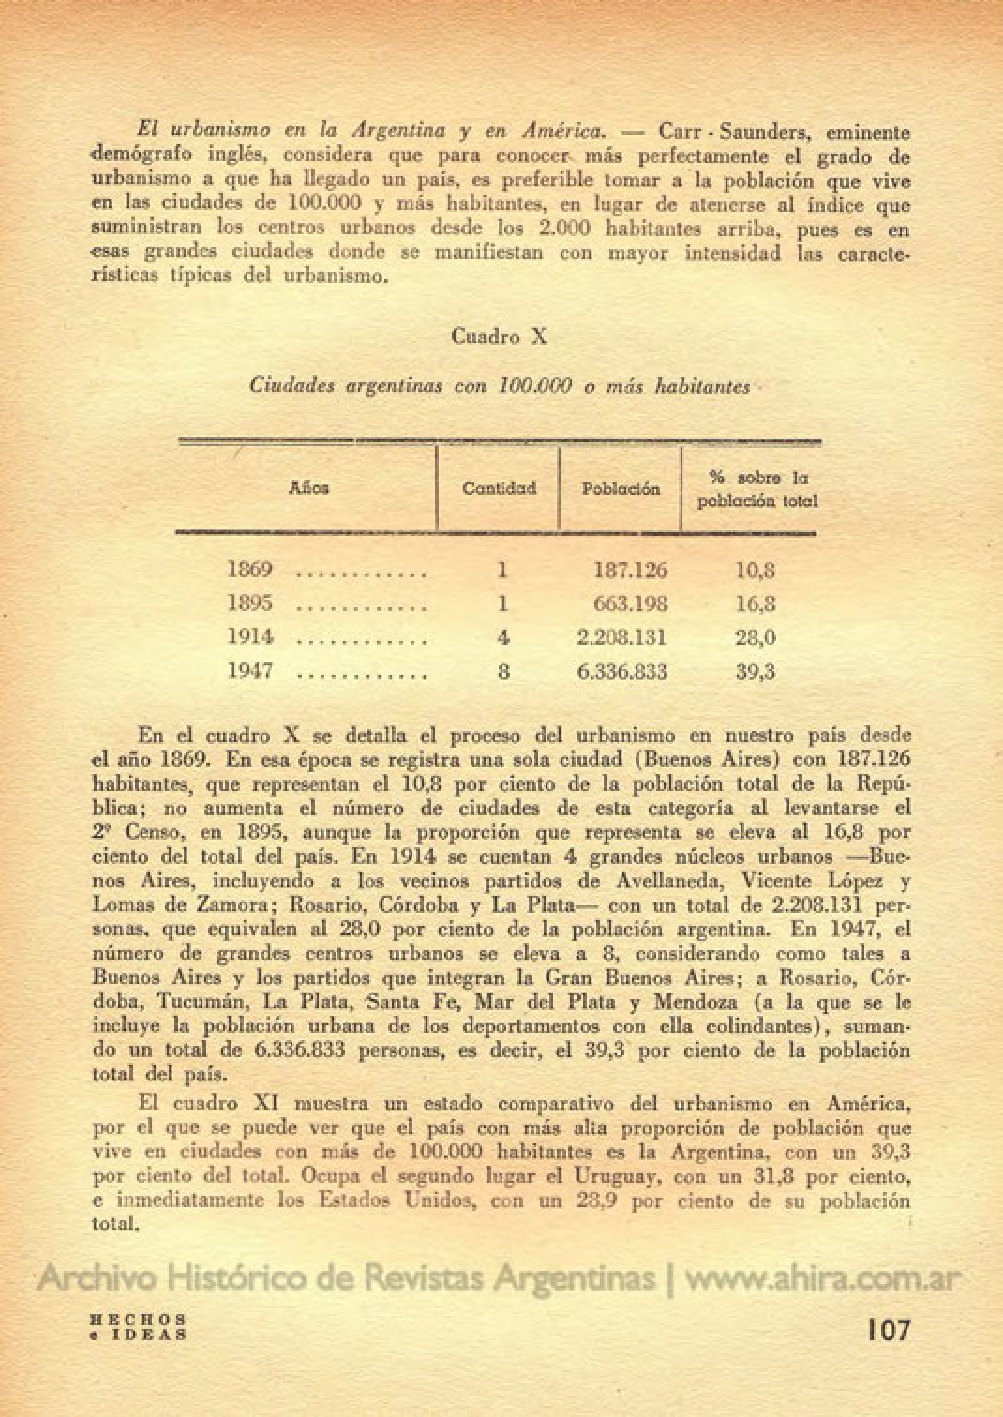 El urbanismo en la Argentina y en América. — Carr - Saunders, eminente
demógrafo inglés, considera que para conocer más perfectamente el grado de
urbanismo a que ha llegado un país, es preferible tomar a la población que vive
en las ciudades de 100.000 y más habitantes, en lugar de atenerse al índice que
suministran los centros urbanos desde los 2.000 habitantes arriba, pues es en
esas grandes ciudades donde se manifiestan con mayor intensidad las caracte-
rísticas típicas del urbanismo.
Cuadro X
Ciudades argentinas con 100.000 o más habitantes
Años Cantidad Población % sobre la población total
1869 ............ 1 187.126 10,8
1895 ............ 1 663.198 16,8
1914 ............ 4 2.208.131 28,0
1947 ............ 8 6.336.833 39,3
En el cuadro X se detalla el proceso del urbanismo en nuestro país desde
el año 1869. En esa época se registra una sola ciudad (Buenos Aires) con 187.126
habitantes, que representan el 10,8 por ciento de la población total de la Repú-
blica; no aumenta el número de ciudades de esta categoría al levantarse el
2º Censo, en 1895, aunque la proporción que representa se eleva al 16,8 por
ciento del total del país. En 1914 se cuentan 4 grandes núcleos urbanos —Bue-
nos Aires, incluyendo a los vecinos partidos de Avellaneda, Vicente López y
Lomas de Zamora; Rosario, Córdoba y La Plata— con un total de 2.208.131 per-
sonas, que equivalen al 28,0 por ciento de la población argentina. En 1947, el
número de grandes centros urbanos se eleva a 8, considerando como tales a
Buenos Aires y los partidos que integran la Gran Buenos Aires; a Rosario, Cór-
doba, Tucumán, La Plata, Santa Fe, Mar del Plata y Mendoza (a la que se le
incluye la población urbana de los departamentos con ella colindantes), suman-
do un total de 6.336.833 personas, es decir, el 39,3 por ciento de la población
total del país.
El cuadro XI muestra un estado comparativo del urbanismo en América,
por el que se puede ver que el país con más alta proporción de población que
vive en ciudades con más de 100.000 habitantes es la Argentina, con un 39,3
por ciento del total. Ocupa el segundo lugar el Uruguay, con un 31,8 por ciento,
e inmediatamente los Estados Unidos, con un 28,9 por ciento de su población
total.
Archivo Histórico de Revistas Argentinas | www.ahira.com.ar
HECHOS
e IDEAS
107